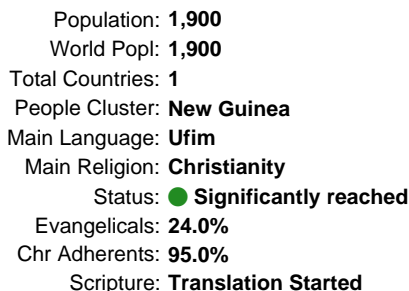 Population: 1,900
World Popl: 1,900
Total Countries: 1
People Cluster: New Guinea
Main Language: Ufim
Main Religion: Christianity
Status: Significantly reached
Evangelicals: 24.0%
Chr Adherents: 95.0%
Scripture: Translation Started